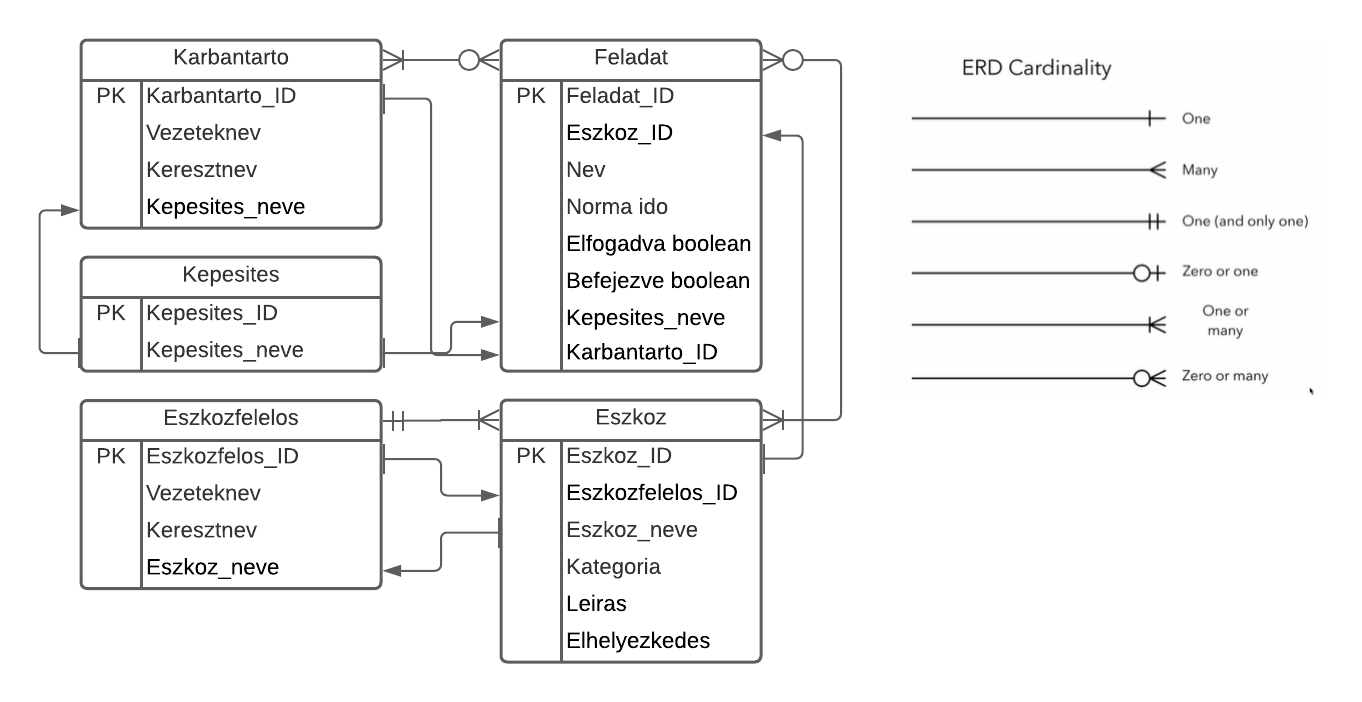 Karbantarto
PK Karbantarto_ID
Vezeteknev
Keresztnev
Kepesites_neve
Kepesites
PK Kepesites_ID
Kepesites_neve
Eszkozfelelos
PK Eszkozfelos_ID
Vezeteknev
Keresztnev
Eszkoz_neve
Feladat
PK Feladat_ID
Eszkoz_ID
Nev
Norma ido
Elfogadva boolean
Befejezve boolean
Kepesites_neve
Karbantarto_ID
Eszkoz
PK Eszkoz_ID
Eszkozfelelos_ID
Eszkoz_neve
Kategoria
Leiras
Elhelyezkedes
ERD Cardinality
One
Many
One (and only one)
Zero or one
One or
many
Zero or many